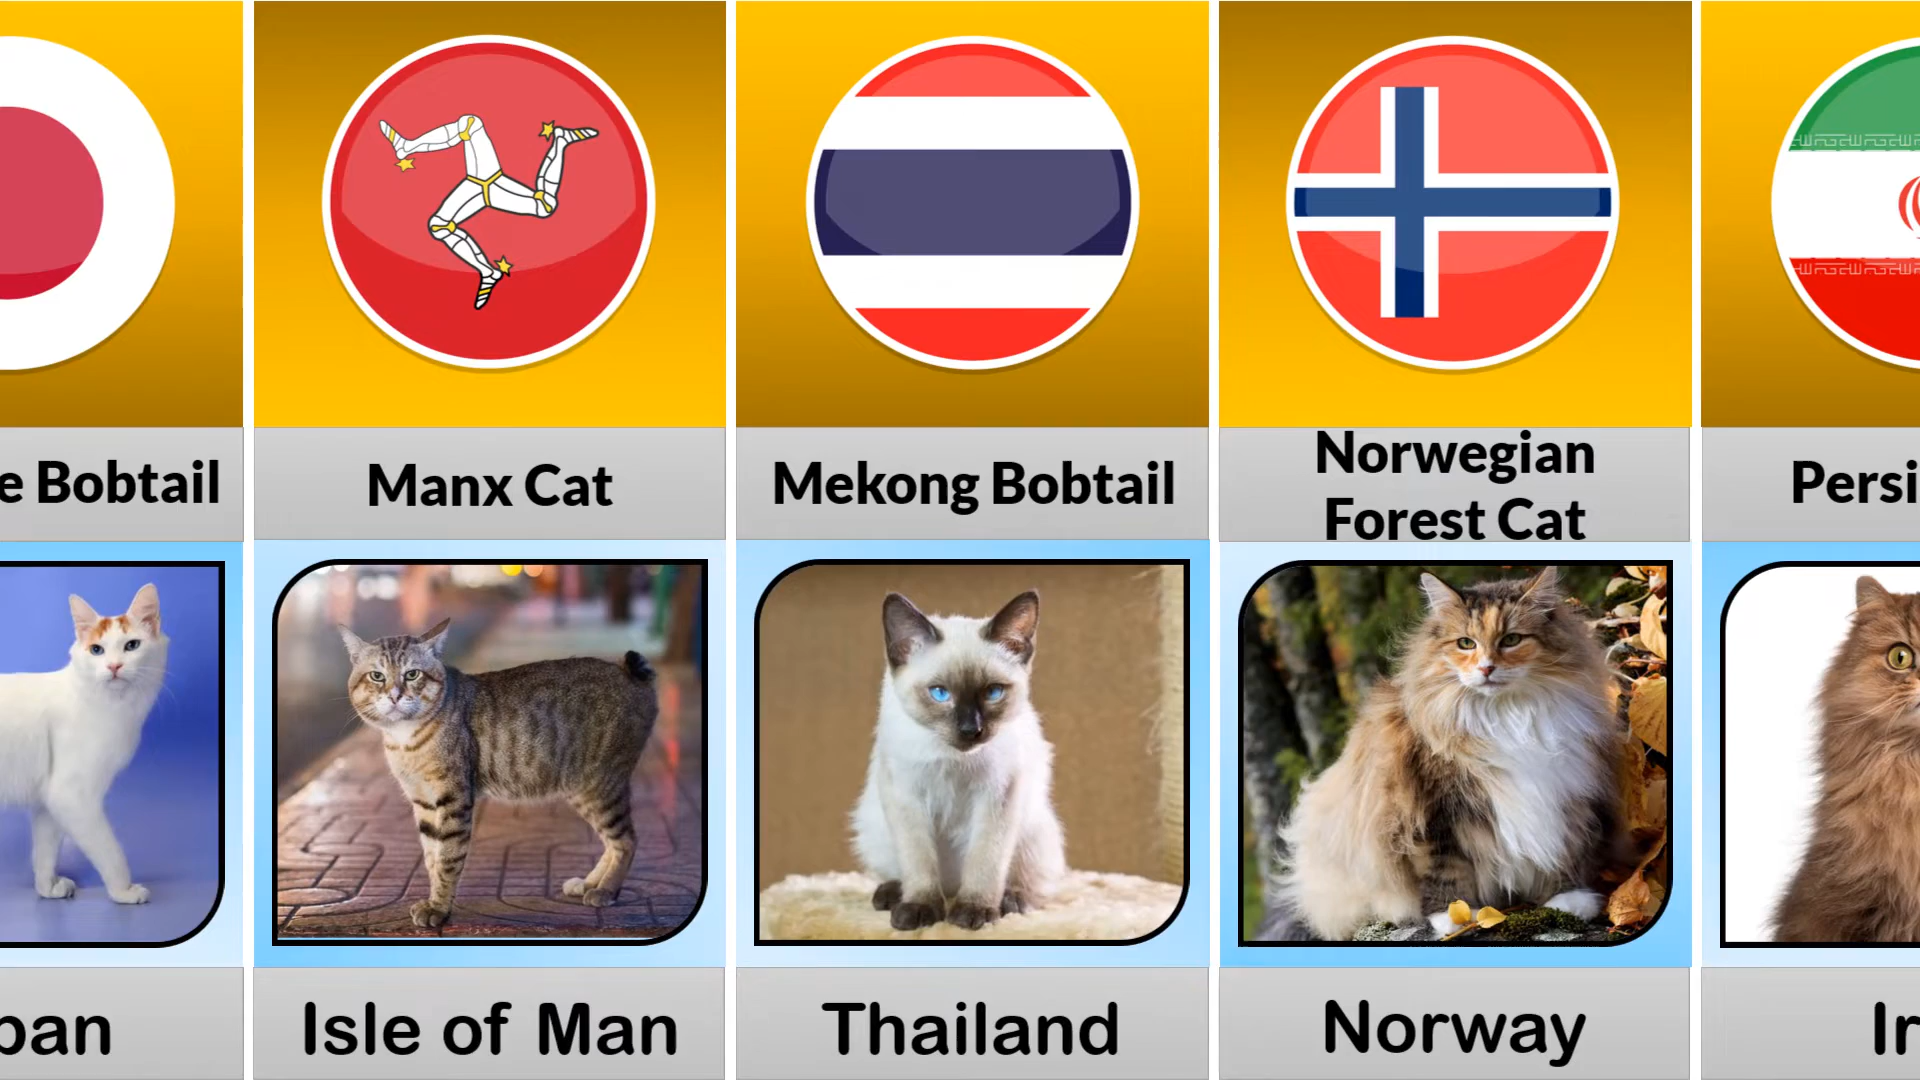 e Bobtail
Manx Cat
Mekong Bobtail
Norwegian
Forest Cat
Persi
pan
Isle of Man
Thailand
Norway
Ir